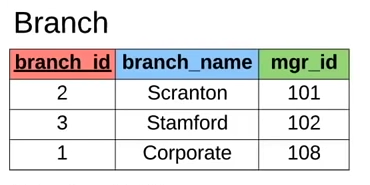 Branch
branch_id branch_name mgr_id
2 Scranton 101
3 Stamford 102
1 Corporate 108